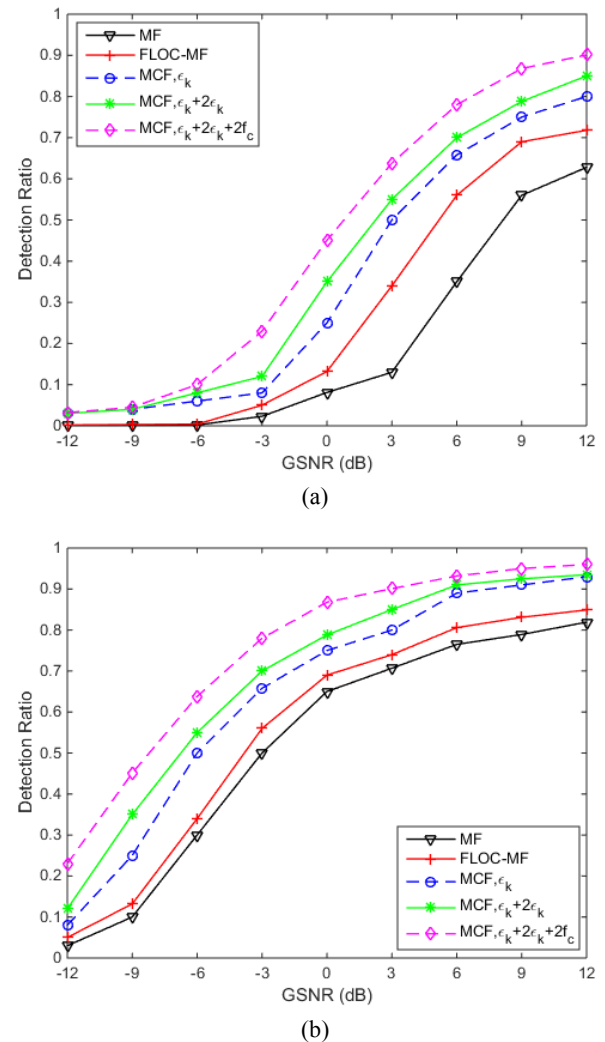 1
0.9
0.8
0.7
0.6
0.5
0.4
0.3
0.2
0.1
0
Detection Ratio
MF
FLOC-MF
MCF,ϵk
MCF,ϵk+2ϵk
MCF,ϵk+2ϵk+2fc
-12 -9 -6 -3 0 3 6 9 12
GSNR (dB)
(a)
1
0.9
0.8
0.7
0.6
0.5
0.4
0.3
0.2
0.1
0
Detection Ratio
MF
FLOC-MF
MCF,ϵk
MCF,ϵk+2ϵk
MCF,ϵk+2ϵk+2fc
-12 -9 -6 -3 0 3 6 9 12
GSNR (dB)
(b)